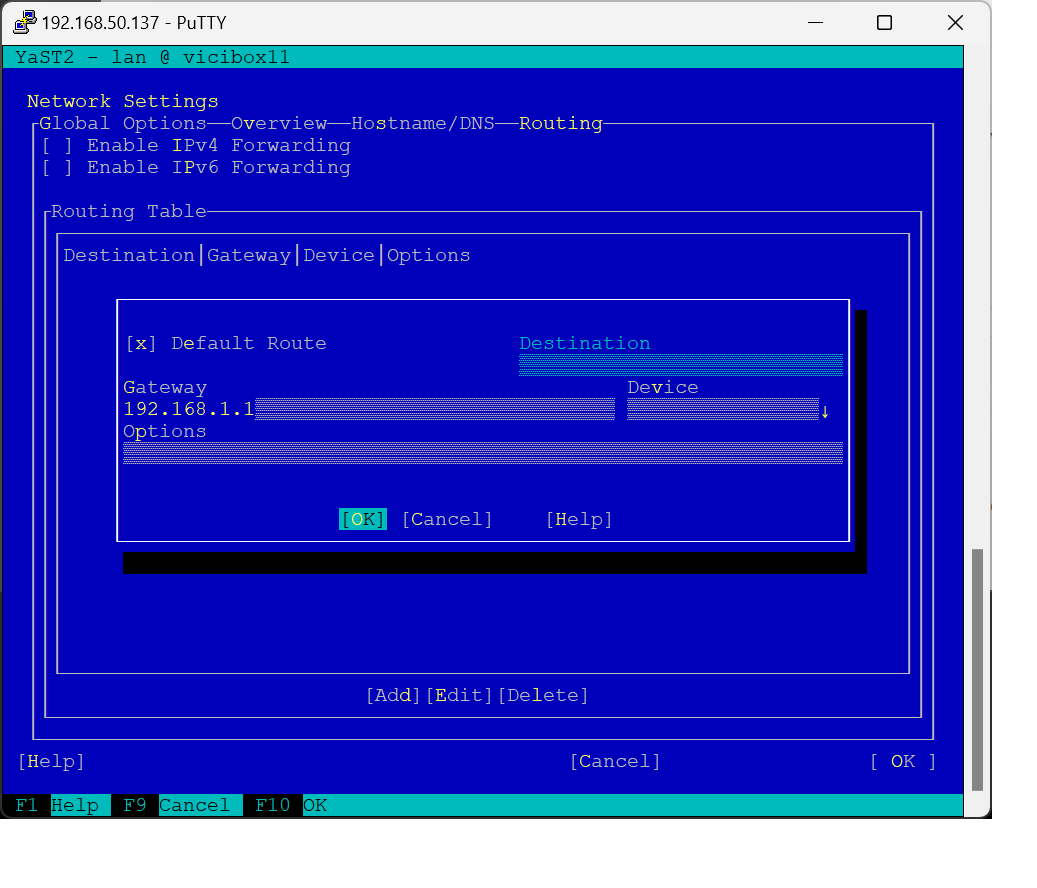 192.168.50.137 - PuTTY
YaST2 - lan @ vicibox11
Network Settings
Global Options Overview Hostname/DNS Routing
[ ] Enable IPv4 Forwarding
[ ] Enable IPv6 Forwarding
Routing Table
Destination|Gateway|Device|Options
[x] Default Route Destination
Gateway Device
192.168.1.1 ↓
Options
[OK] [Cancel] [Help]
[Add][Edit][Delete]
[Help] [Cancel] [ OK ]
F1 Help F9 Cancel F10 OK